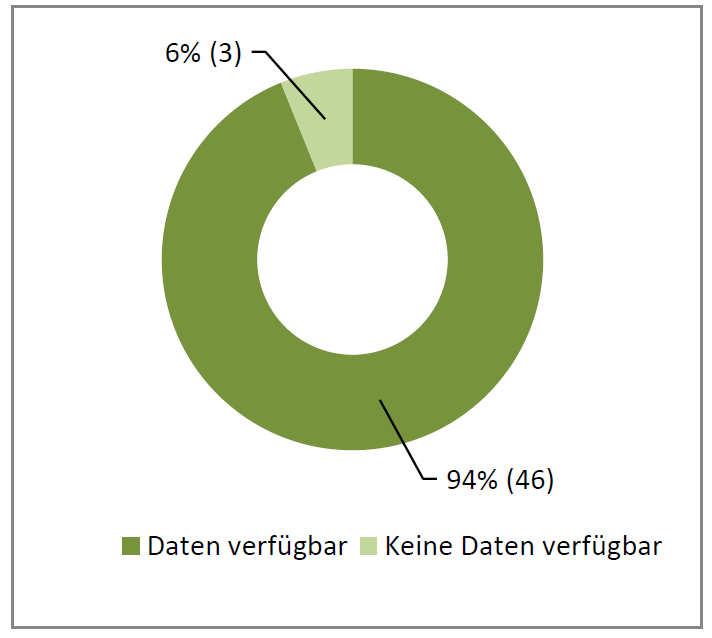 6% (3)
94% (46)
Daten verfügbar Keine Daten verfügbar